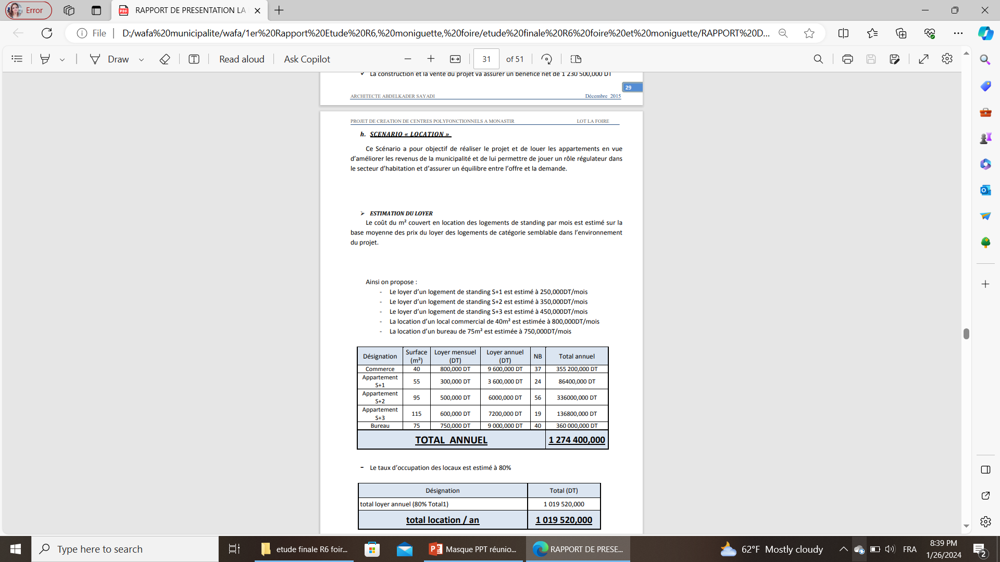 Error
RAPPORT DE PRESENTATION LA
File
D:/wafa%20municipalite/wafa/1er%20Rapport%20Etude%20R6,%20moniguette,%20foire/etude%20finale%20R6%20foire%20et%20moniguette/RAPPORT%20D...
Draw
Read aloud
Ask Copilot
31
of 51
✓ La construction et la vente du projet va assurer un bénéfice net de 1 230 500,000 DT
29
ARCHITECTE ABDELKADER SAYADI Décembre 2015
PROJET DE CREATION DE CENTRES POLYFONCTIONNELS A MONASTIR LOT LA FOIRE
h. SCENARIO « LOCATION »
Ce Scénario a pour objectif de réaliser le projet et de louer les appartements en vue
d’améliorer les revenus de la municipalité et de lui permettre de jouer un rôle régulateur dans
le secteur d’habitation et d’assurer un équilibre entre l’offre et la demande.
➢ ESTIMATION DU LOYER
Le coût du m² couvert en location des logements de standing par mois est estimé sur la
base moyenne des prix du loyer des logements de catégorie semblable dans l’environnement
du projet.
Ainsi on propose :
- Le loyer d’un logement de standing S+1 est estimé à 250,000DT/mois
- Le loyer d’un logement de standing S+2 est estimé à 350,000DT/mois
- Le loyer d’un logement de standing S+3 est estimé à 450,000DT/mois
- La location d’un local commercial de 40m² est estimée à 800,000DT/mois
- La location d’un bureau de 75m² est estimée à 750,000DT/mois
Désignation Surface (m²) Loyer mensuel (DT) Loyer annuel (DT) NB Total annuel
Commerce 40 800,000 DT 9 600,000 DT 37 355 200,000 DT
Appartement S+1 55 300,000 DT 3 600,000 DT 24 86400,000 DT
Appartement S+2 95 500,000 DT 6000,000 DT 56 336000,000 DT
Appartement S+3 115 600,000 DT 7200,000 DT 19 136800,000 DT
Bureau 75 750,000 DT 9 000,000 DT 40 360 000,000 DT
TOTAL ANNUEL 1 274 400,000
- Le taux d’occupation des locaux est estimé à 80%
Désignation Total (DT)
total loyer annuel (80% Total1) 1 019 520,000
total location / an 1 019 520,000
Type here to search
etude finale R6 foir...
Masque PPT réunio...
RAPPORT DE PRESE...
62°F Mostly cloudy
FRA
8:39 PM
1/26/2024
2